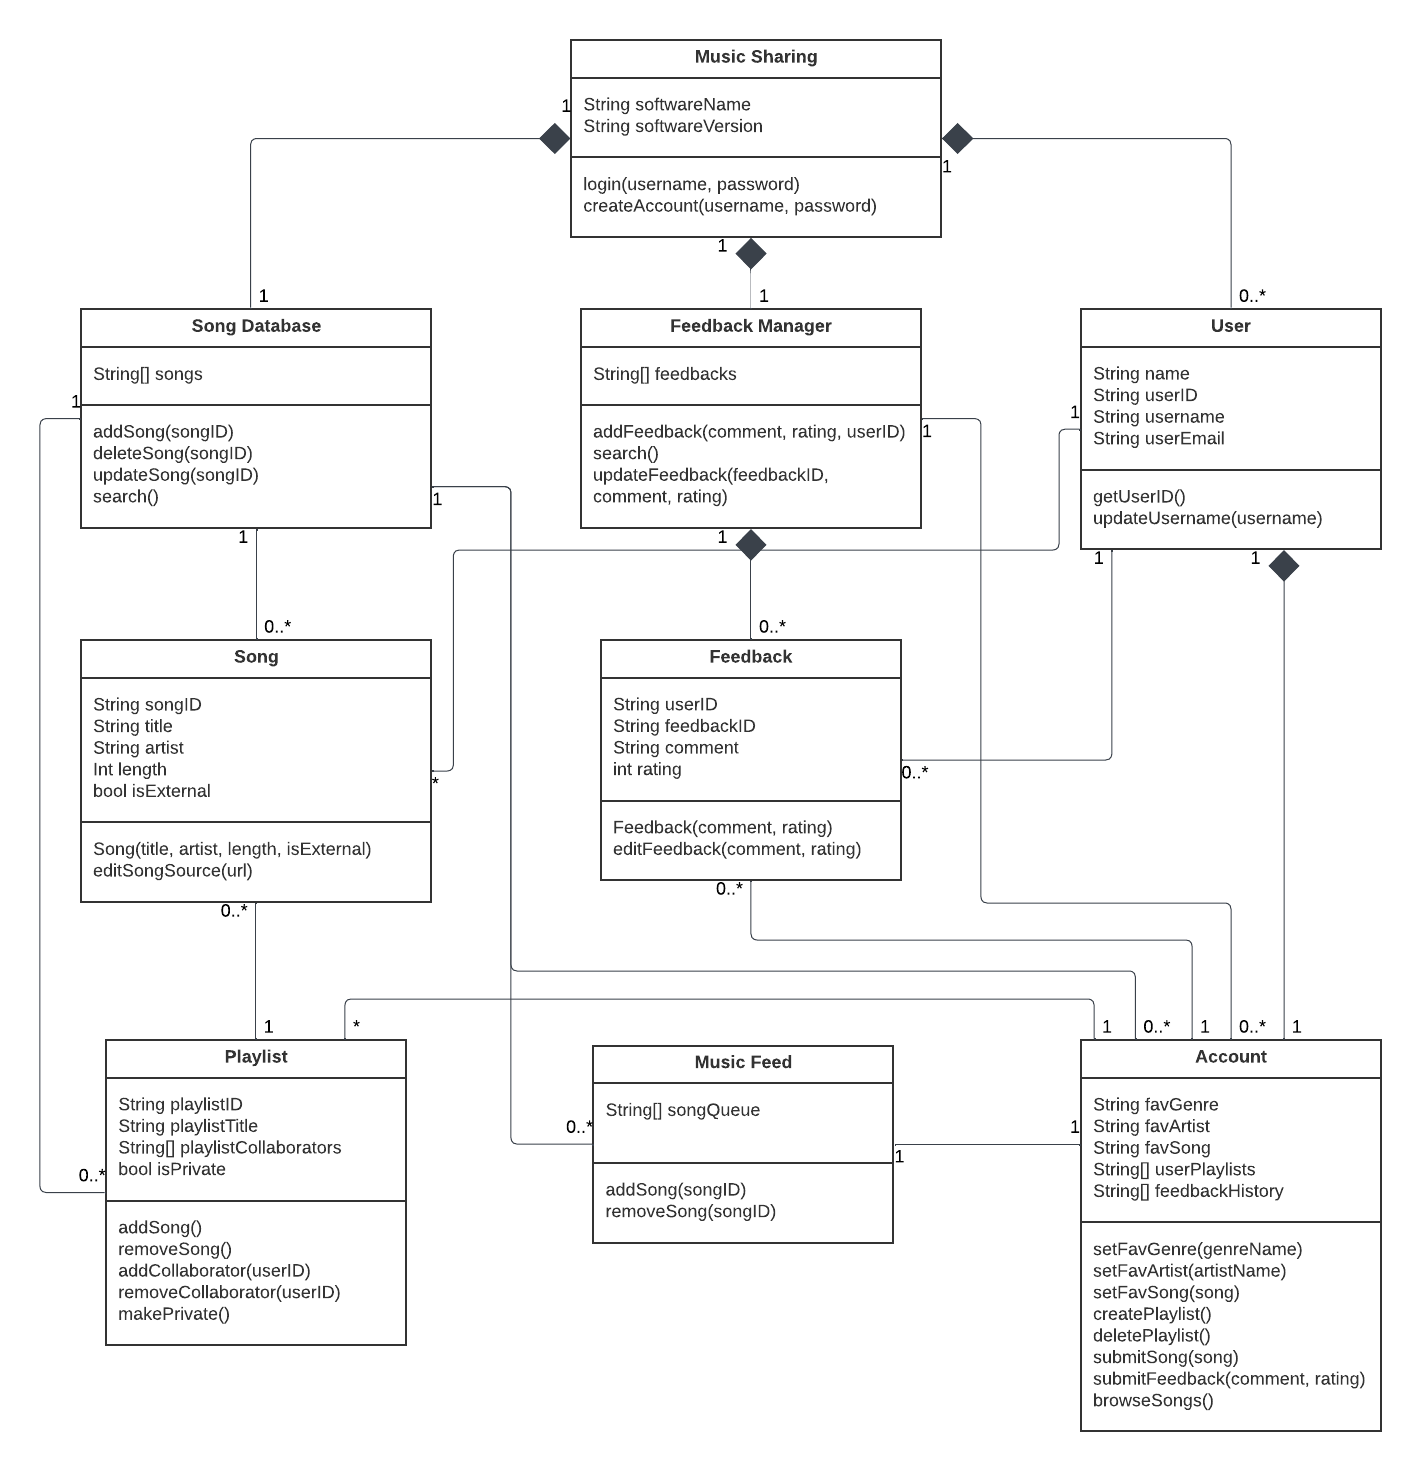 Music Sharing
1
String softwareName
String softwareVersion
1
login(username, password)
createAccount(username, password)
1
1
1
0..*
Song Database
String[] songs
1
addSong(songID)
deleteSong(songID)
updateSong(songID)
search()
1
1
Feedback Manager
String[] feedbacks
addFeedback(comment, rating, userID)
search()
updateFeedback(feedbackID,
comment, rating)
1
1
User
String name
String userID
String username
String userEmail
1
getUserID()
updateUsername(username)
1
1
0..*
0..*
Song
String songID
String title
String artist
Int length
bool isExternal
*
Song(title, artist, length, isExternal)
editSongSource(url)
0..*
Feedback
String userID
String feedbackID
String comment
int rating
0..*
Feedback(comment, rating)
editFeedback(comment, rating)
0..*
1
*
1
0..*
1
0..*
1
Playlist
String playlistID
String playlistTitle
String[] playlistCollaborators
bool isPrivate
0..*
addSong()
removeSong()
addCollaborator(userID)
removeCollaborator(userID)
makePrivate()
Music Feed
String[] songQueue
0..*
1
addSong(songID)
removeSong(songID)
Account
String favGenre
String favArtist
1
String favSong
String[] userPlaylists
String[] feedbackHistory
setFavGenre(genreName)
setFavArtist(artistName)
setFavSong(song)
createPlaylist()
deletePlaylist()
submitSong(song)
submitFeedback(comment, rating)
browseSongs()